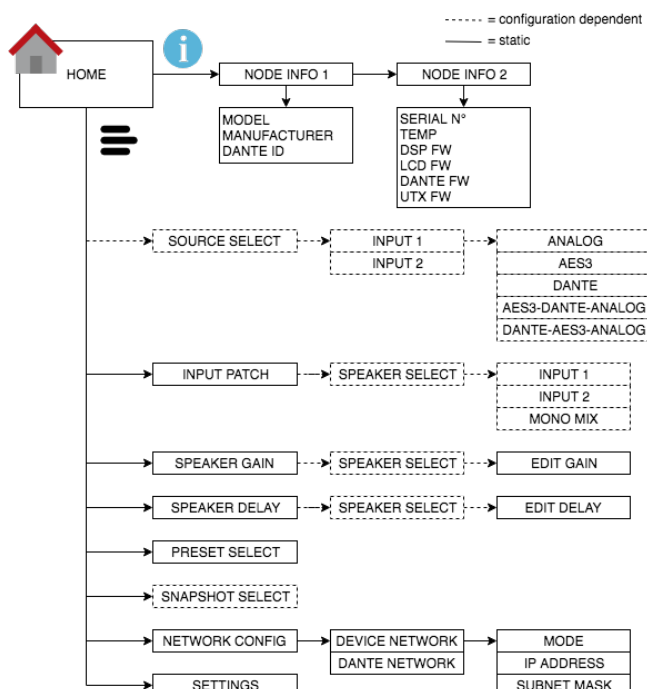 = configuration dependent
= static
HOME
i
NODE INFO 1
NODE INFO 2
MODEL
MANUFACTURER
DANTE ID
SERIAL N°
TEMP
DSP FW
LCD FW
DANTE FW
UTX FW
SOURCE SELECT
INPUT 1
INPUT 2
ANALOG
AES3
DANTE
AES3-DANTE-ANALOG
DANTE-AES3-ANALOG
INPUT PATCH
SPEAKER SELECT
INPUT 1
INPUT 2
MONO MIX
SPEAKER GAIN
SPEAKER SELECT
EDIT GAIN
SPEAKER DELAY
SPEAKER SELECT
EDIT DELAY
PRESET SELECT
SNAPSHOT SELECT
NETWORK CONFIG
DEVICE NETWORK
DANTE NETWORK
MODE
IP ADDRESS
SUBNET MASK
SETTINGS